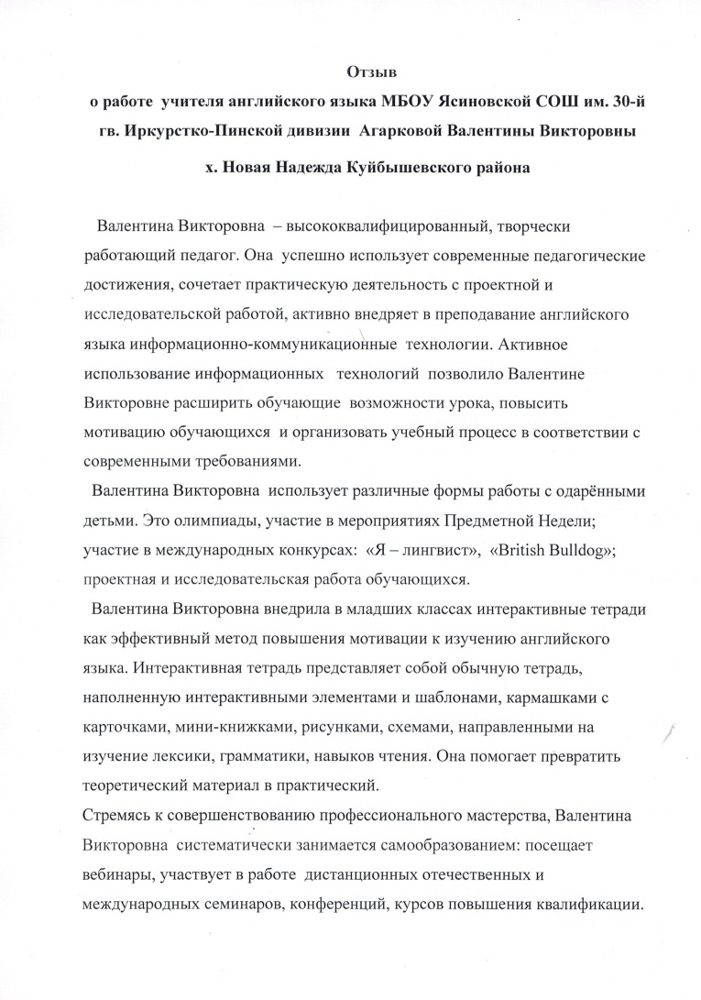 Отзыв
о работе учителя английского языка МБОУ Ясиновской СОШ им. 30-й
гв. Иркурстко-Пинской дивизии Агарковой Валентины Викторовны
х. Новая Надежда Куйбышевского района
Валентина Викторовна – высококвалифицированный, творчески
работающий педагог. Она успешно использует современные педагогические
достижения, сочетает практическую деятельность с проектной и
исследовательской работой, активно внедряет в преподавание английского
языка информационно-коммуникационные технологии. Активное
использование информационных технологий позволило Валентине
Викторовне расширить обучающие возможности урока, повысить
мотивацию обучающихся и организовать учебный процесс в соответствии с
современными требованиями.
Валентина Викторовна использует различные формы работы с одарёнными
детьми. Это олимпиады, участие в мероприятиях Предметной Недели;
участие в международных конкурсах: «Я – лингвист», «British Bulldog»;
проектная и исследовательская работа обучающихся.
Валентина Викторовна внедрила в младших классах интерактивные тетради
как эффективный метод повышения мотивации к изучению английского
языка. Интерактивная тетрадь представляет собой обычную тетрадь,
наполненную интерактивными элементами и шаблонами, кармашками с
карточками, мини-книжками, рисунками, схемами, направленными на
изучение лексики, грамматики, навыков чтения. Она помогает превратить
теоретический материал в практический.
Стремясь к совершенствованию профессионального мастерства, Валентина
Викторовна систематически занимается самообразованием: посещает
вебинары, участвует в работе дистанционных отечественных и
международных семинаров, конференций, курсов повышения квалификации.